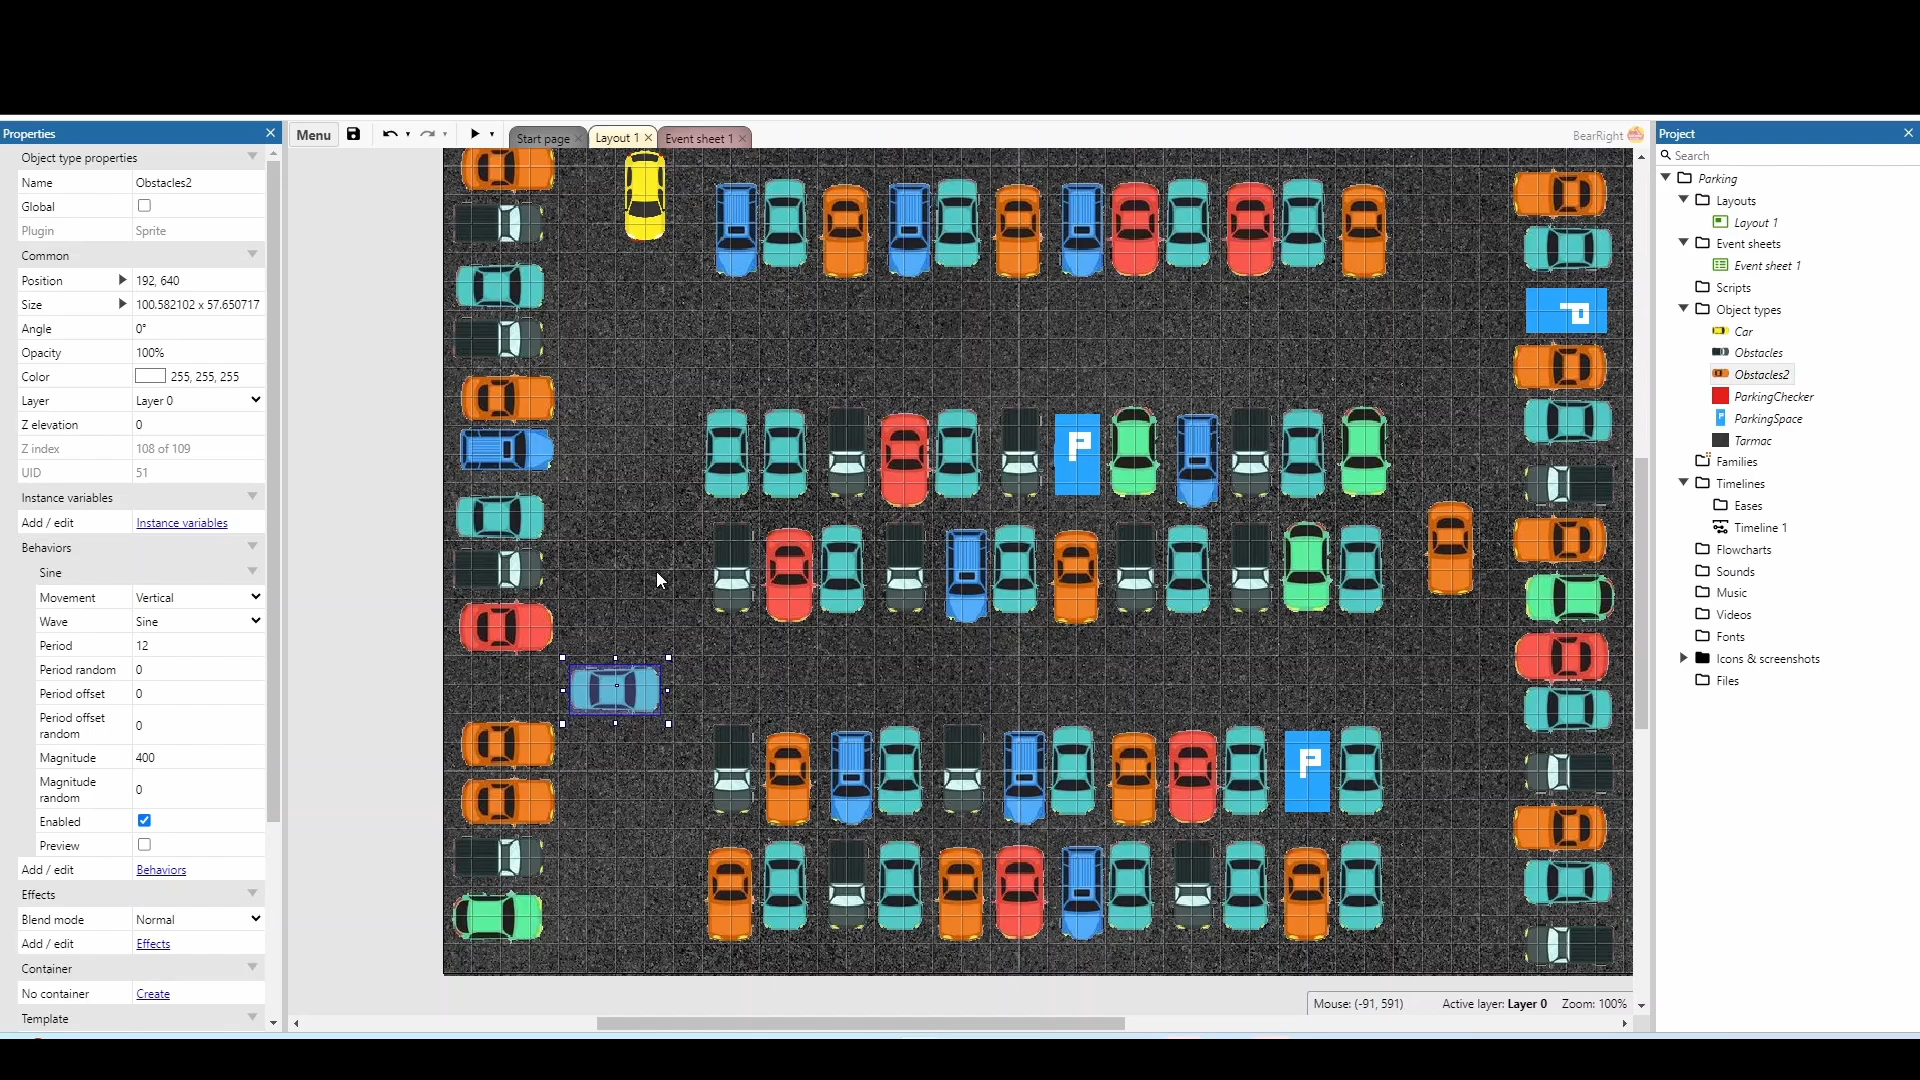 Properties
Object type properties
Name Obstacles2
Global
Plugin Sprite
Common
Position 192, 640
Size 100.582102 x 57.650717
Angle 0°
Opacity 100%
Color 255, 255, 255
Layer Layer 0
Z elevation 0
Z index 108 of 109
UID 51
Instance variables
Add / edit Instance variables
Behaviors
Sine
Movement Vertical
Wave Sine
Period 12
Period random 0
Period offset 0
Period offset
random 0
Magnitude 400
Magnitude
random 0
Enabled
Preview
Add / edit Behaviors
Effects
Blend mode Normal
Add / edit Effects
Container
No container Create
Template
Menu
Start page
Layout 1
Event sheet 1
BearRight
P
P
P
Mouse: (-91, 591) Active layer: Layer 0 Zoom: 100%
Project
Search
Parking
Layouts
Layout 1
Event sheets
Event sheet 1
Scripts
Object types
Car
Obstacles
Obstacles2
ParkingChecker
P ParkingSpace
Tarmac
Families
Timelines
Eases
Timeline 1
Flowcharts
Sounds
Music
Videos
Fonts
Icons & screenshots
Files